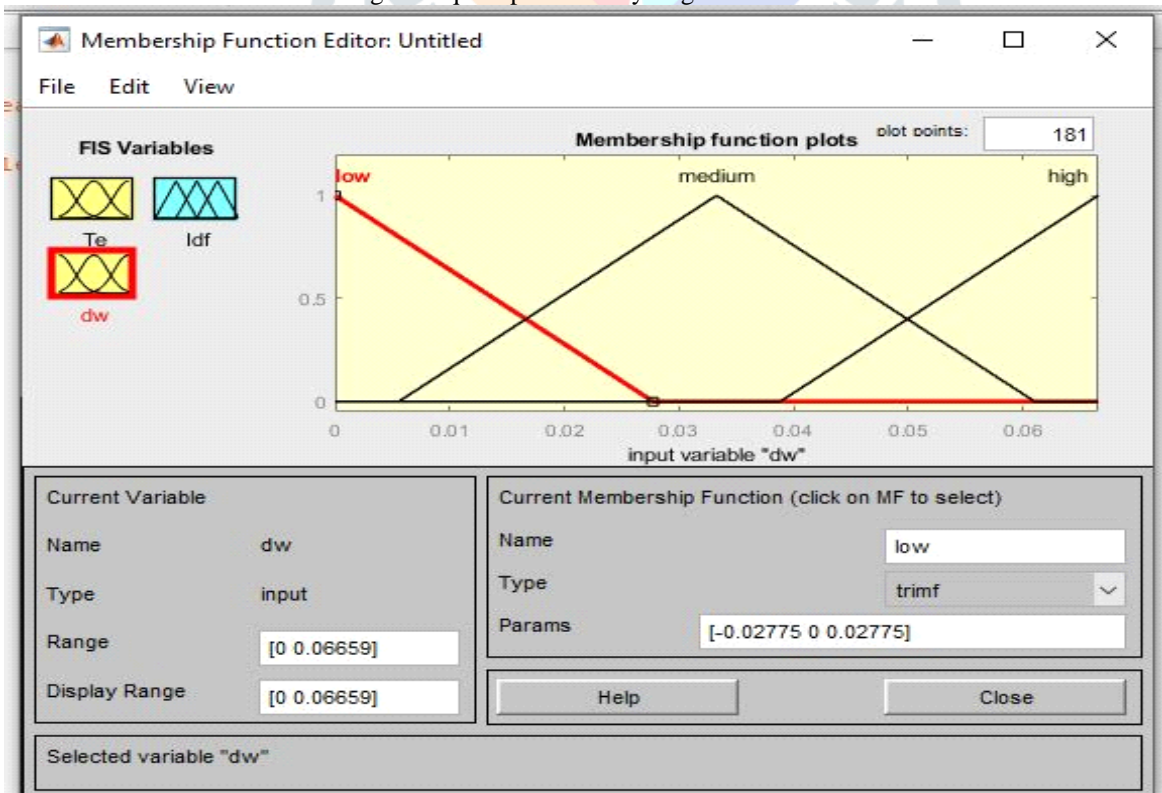 Membership Function Editor: Untitled
File Edit View
FIS Variables
Te
Idf
dw
Membership function plots
plot points:
181
low
medium
high
1
0.5
0
0 0.01 0.02 0.03 0.04 0.05 0.06
input variable "dw"
Current Variable
Name dw
Type input
Range [0 0.06659]
Display Range [0 0.06659]
Current Membership Function (click on MF to select)
Name low
Type trimf
Params [-0.02775 0 0.02775]
Help
Close
Selected variable "dw"